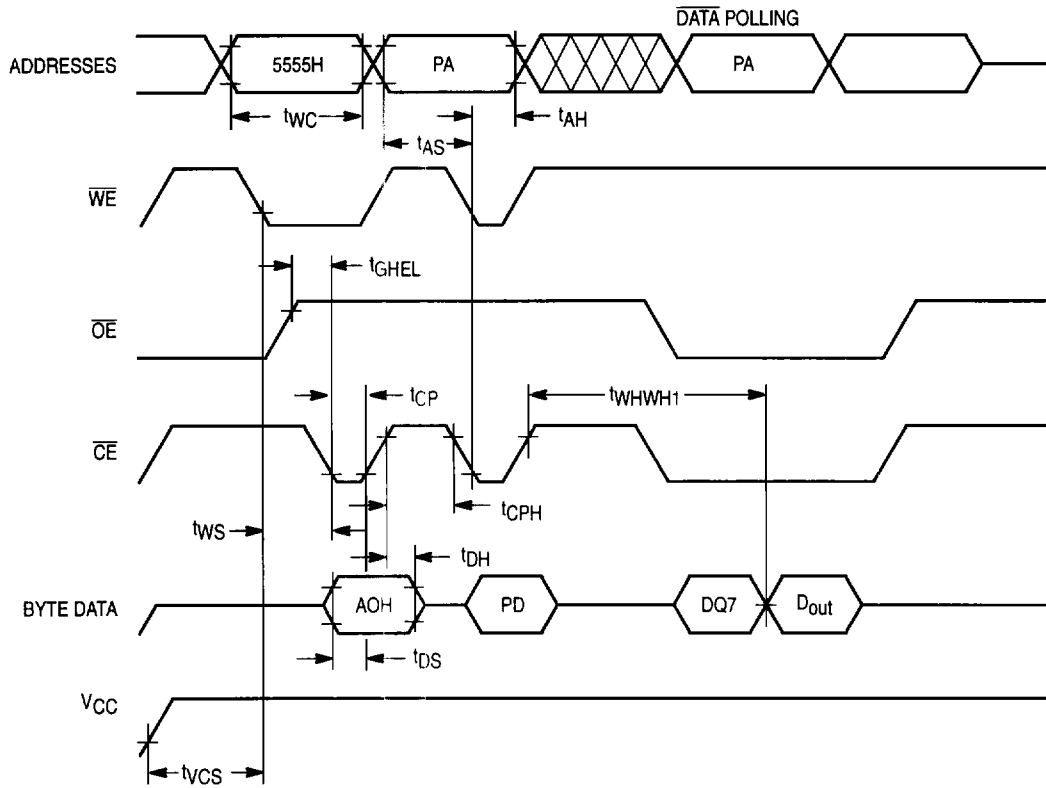 DATA POLLING
ADDRESSES 5555H PA PA
tWC tAH
tAS
WE
tGHEL
OE
tCP tWHWH1
CE
tCPH
tWS
tDH
BYTE DATA AOH PD DQ7 Dout
tDS
VCC
tVCS